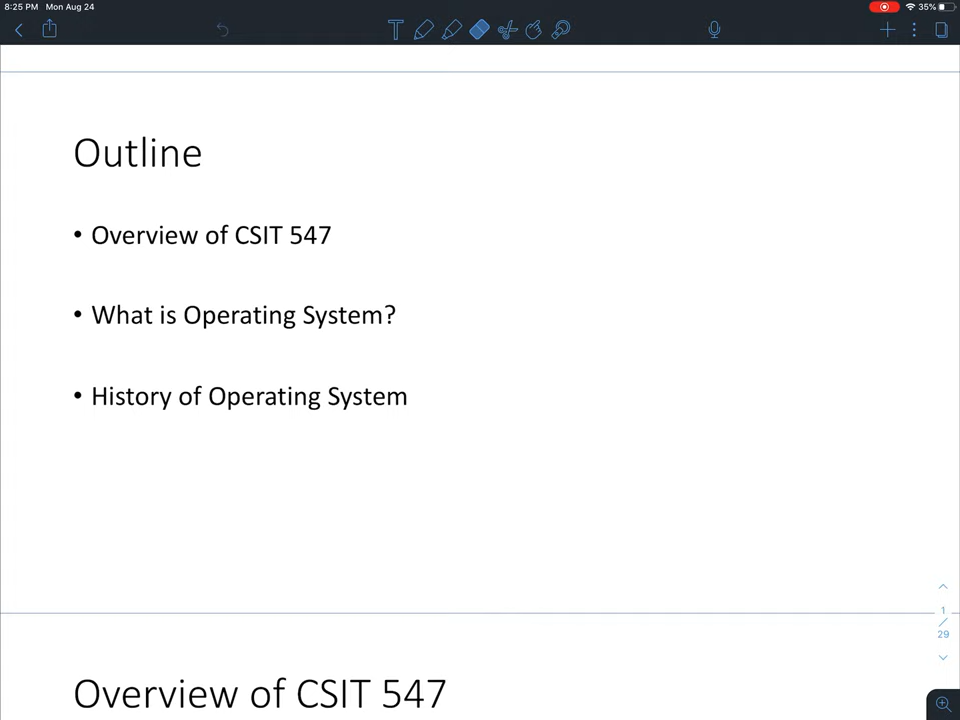 8:25 PM Mon Aug 24
35%
Outline
• Overview of CSIT 547
• What is Operating System?
• History of Operating System
1
/
29
Overview of CSIT 547